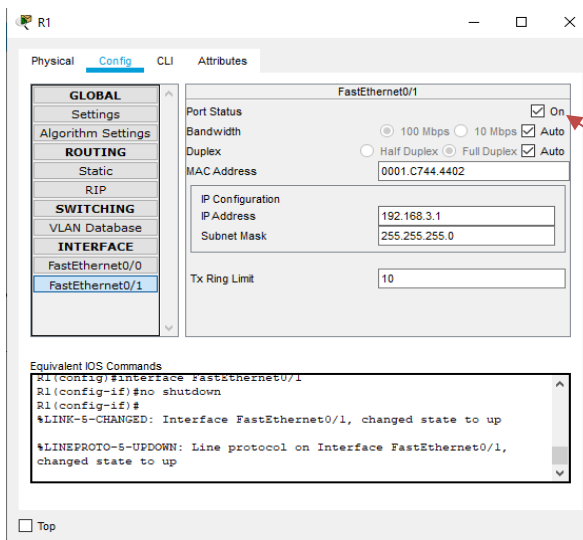 R1
Physical Config CLI Attributes
GLOBAL
Settings
Algorithm Settings
ROUTING
Static
RIP
SWITCHING
VLAN Database
INTERFACE
FastEthernet0/0
FastEthernet0/1
FastEthernet0/1
Port Status On
Bandwidth 100 Mbps 10 Mbps Auto
Duplex Half Duplex Full Duplex Auto
MAC Address 0001.C744.4402
IP Configuration
IP Address 192.168.3.1
Subnet Mask 255.255.255.0
Tx Ring Limit 10
Equivalent IOS Commands
R1(config)#interface FastEthernet0/1
R1(config-if)#no shutdown
R1(config-if)#
%LINK-5-CHANGED: Interface FastEthernet0/1, changed state to up
%LINEPROTO-5-UPDOWN: Line protocol on Interface FastEthernet0/1,
changed state to up
Top